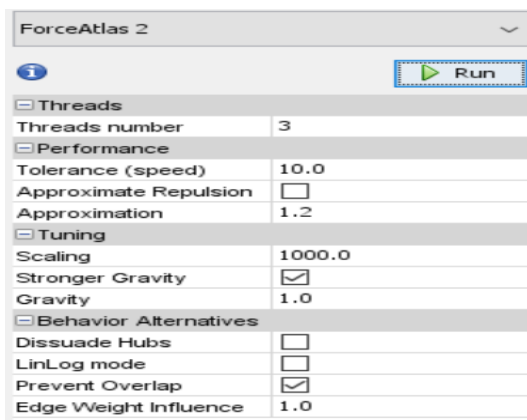 ForceAtlas 2
Run
Threads
Threads number 3
Performance
Tolerance (speed) 10.0
Approximate Repulsion
Approximation 1.2
Tuning
Scaling 1000.0
Stronger Gravity
Gravity 1.0
Behavior Alternatives
Dissuade Hubs
LinLog mode
Prevent Overlap
Edge Weight Influence 1.0